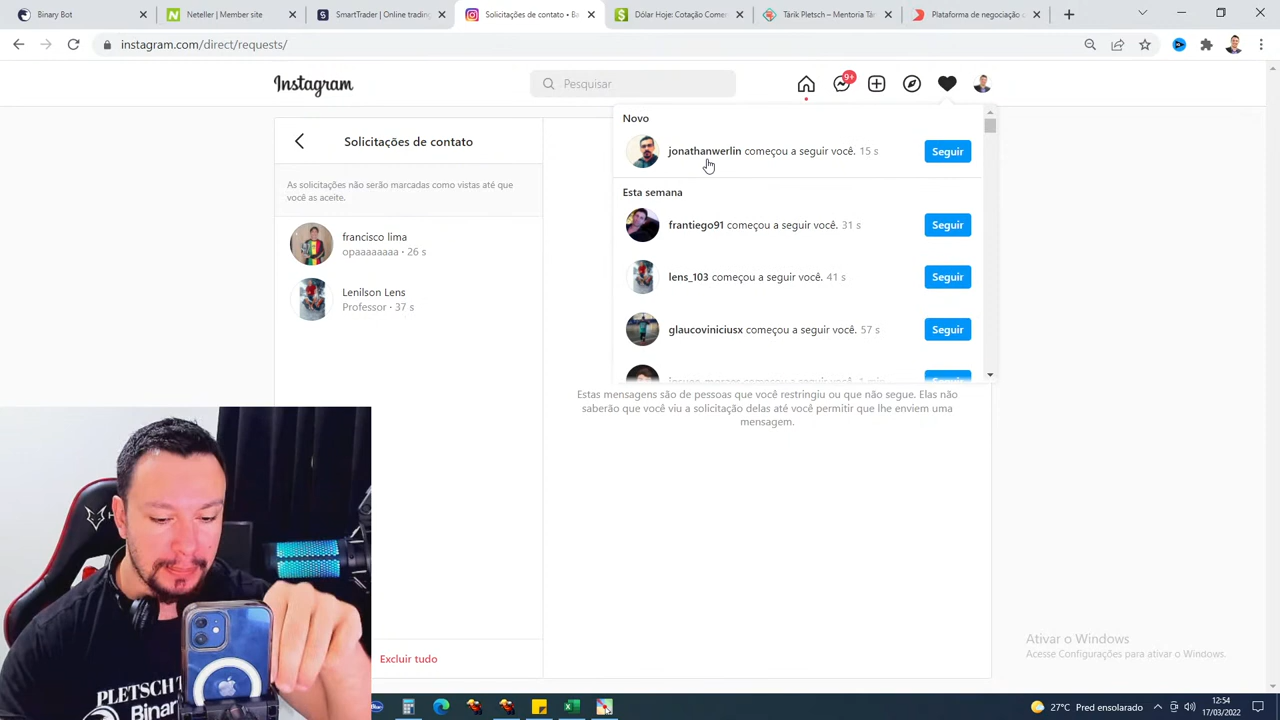 Binary Bot
Neteller | Member site
SmartTrader | Online trading
Solicitações de contato • Ba
Dólar Hoje: Cotação Comer
Tárik Pletsch – Mentoria Tá
Plataforma de negociação
instagram.com/direct/requests/
Instagram
Pesquisar
9+
Solicitações de contato
As solicitações não serão marcadas como vistas até que
você as aceite.
francisco lima
opaaaaaaaa • 26 s
Lenilson Lens
Professor • 37 s
Novo
jonathanwerlin começou a seguir você. 15 s
Seguir
Esta semana
frantiego91 começou a seguir você. 31 s
Seguir
lens_103 começou a seguir você. 41 s
Seguir
glaucoviniciusx começou a seguir você. 57 s
Seguir
Estas mensagens são de pessoas que você restringiu ou que não segue. Elas não
saberão que você viu a solicitação delas até você permitir que lhe enviem uma
mensagem.
Excluir tudo
PLETSCH
Binar
Ativar o Windows
Acesse Configurações para ativar o Windows.
27°C Pred ensolarado
12:54
17/03/2022